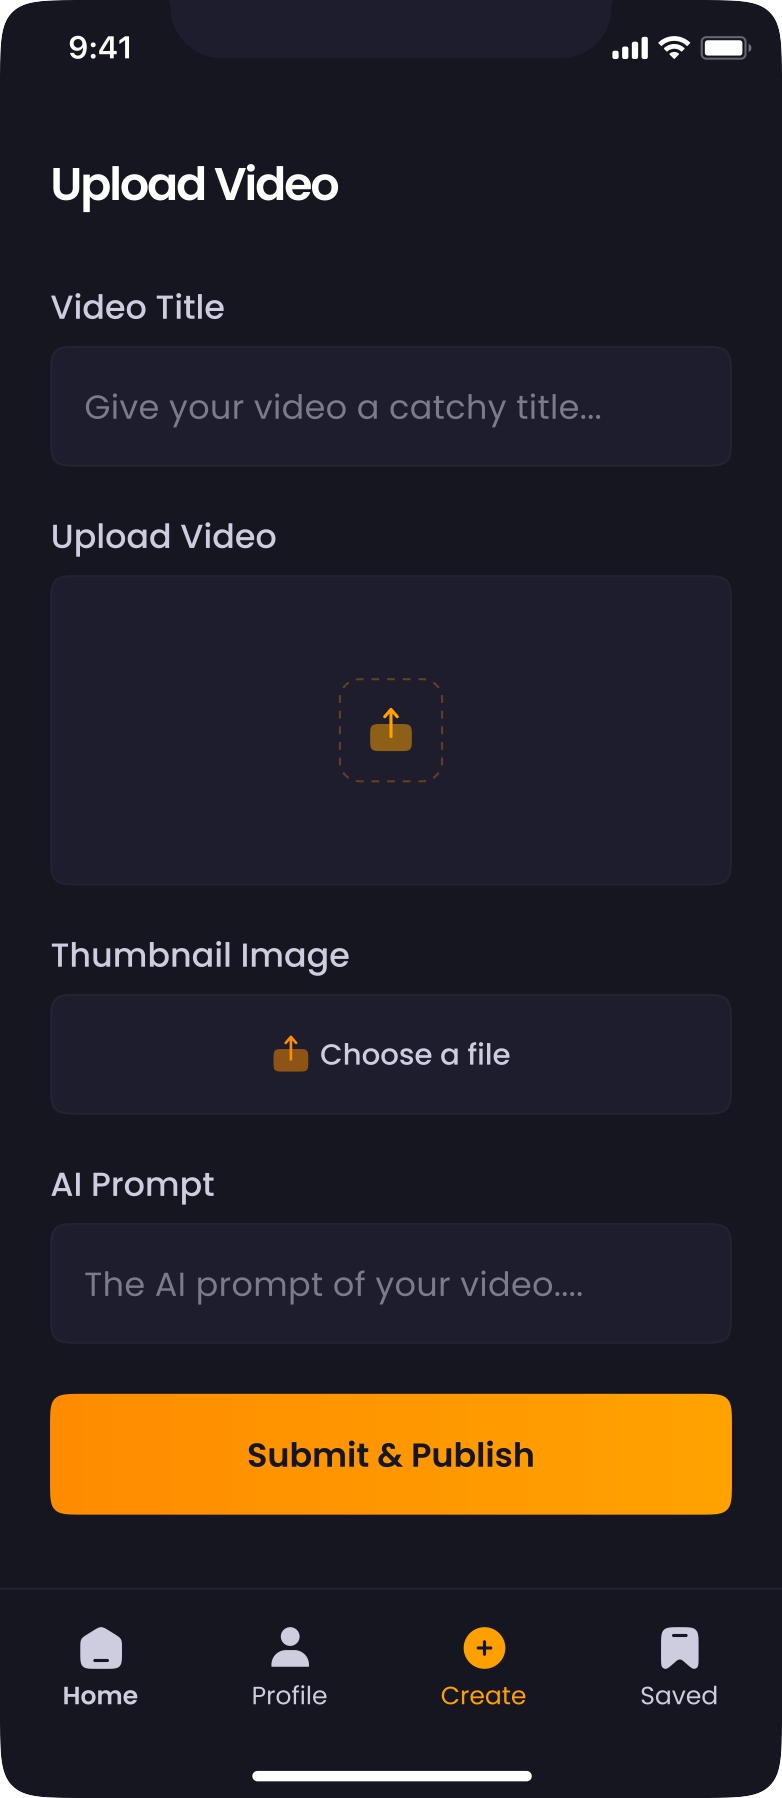 9:41
Upload Video
Video Title
Give your video a catchy title...
Upload Video
Thumbnail Image
Choose a file
AI Prompt
The AI prompt of your video....
Submit & Publish
Home Profile Create Saved